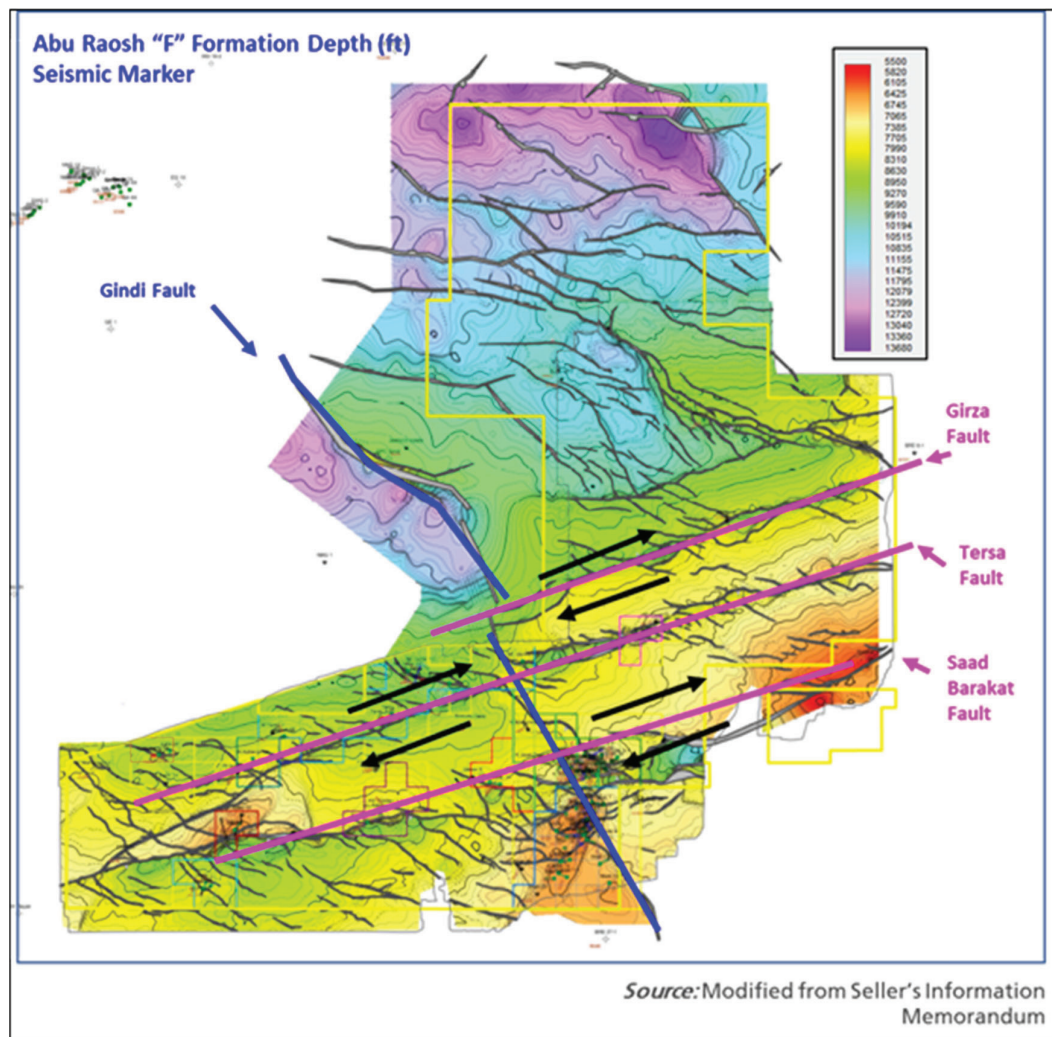 Abu Raosh “F” Formation Depth (ft)
Seismic Marker
5500
5820
6105
6425
6745
7065
7385
7705
7990
8310
8630
8950
9270
9590
9910
10194
10515
10835
11155
11475
11795
12079
12399
12720
13040
13360
13680
Gindi Fault
Girza
Fault
Tersa
Fault
Saad
Barakat
Fault
Source: Modified from Seller's Information
Memorandum